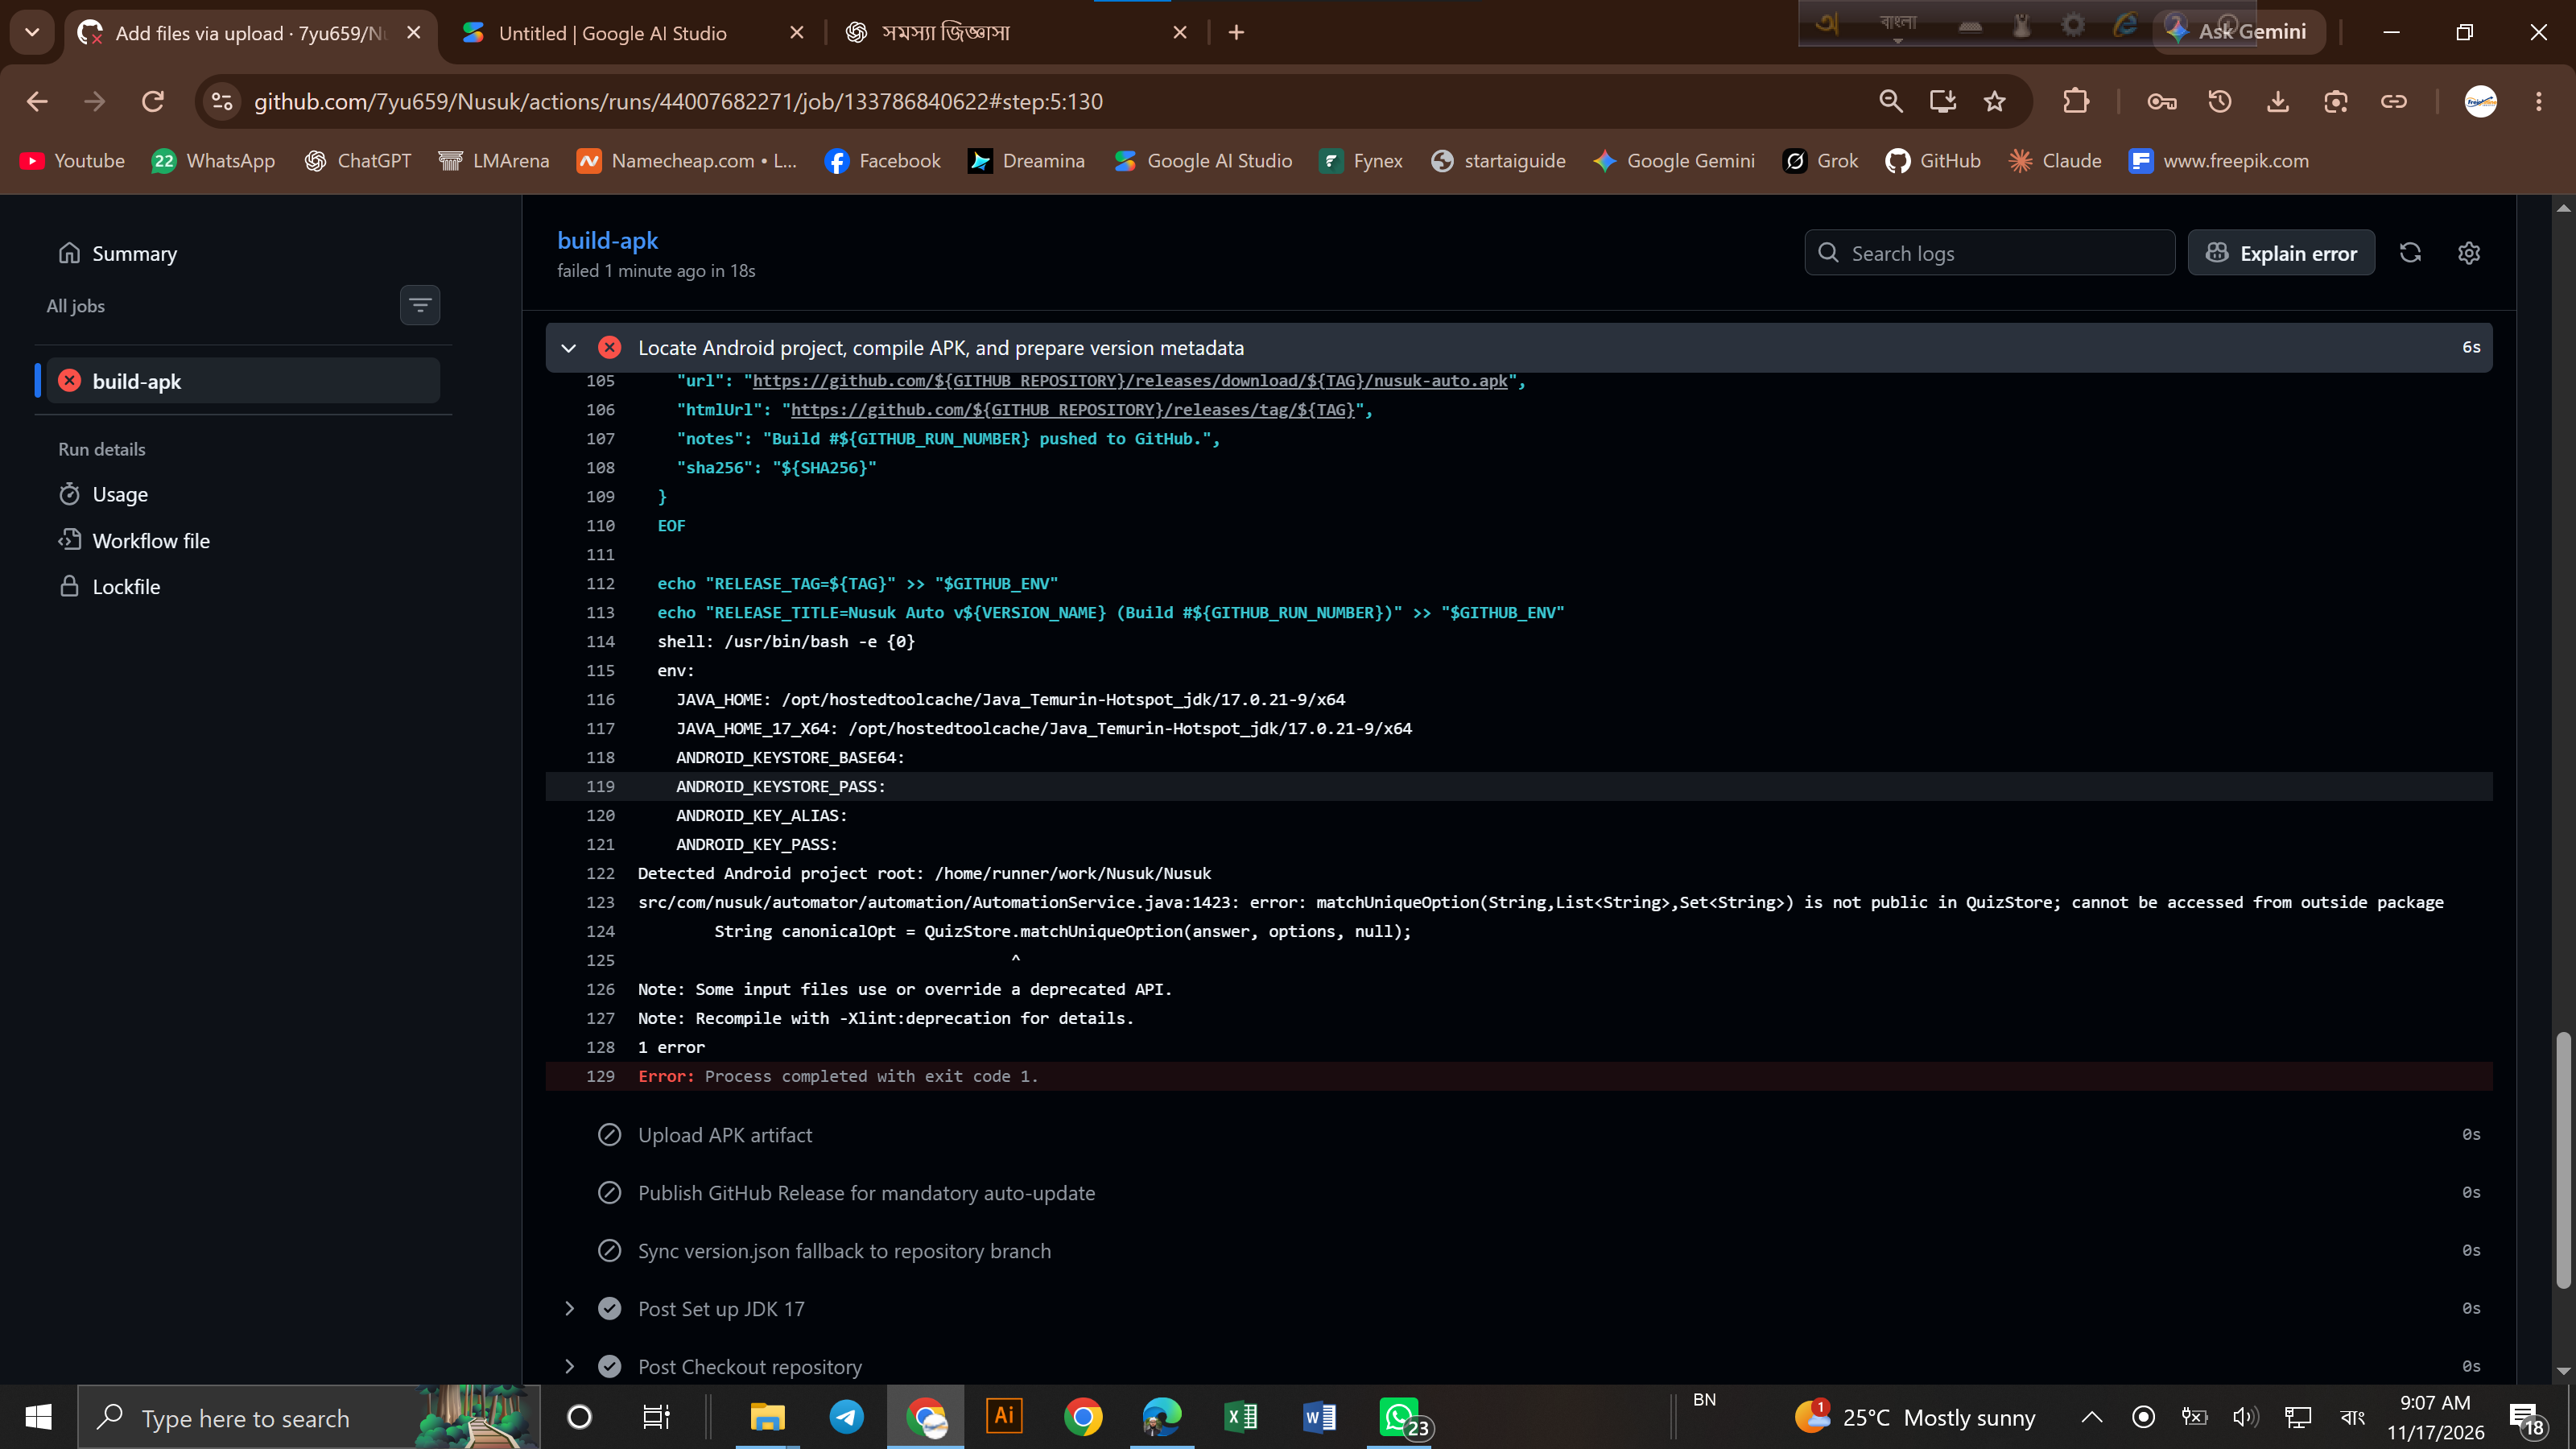 Add files via upload · 7yu659/Nu
Untitled | Google AI Studio
সমস্যা জিজ্ঞাসা
বাংলা
Ask Gemini
github.com/7yu659/Nusuk/actions/runs/44007682271/job/133786840622#step:5:130
Youtube
22
WhatsApp
ChatGPT
LMArena
Namecheap.com • L...
Facebook
Dreamina
Google AI Studio
Fynex
startaiguide
Google Gemini
Grok
GitHub
Claude
www.freepik.com
Summary
All jobs
build-apk
Run details
Usage
Workflow file
Lockfile
build-apk
failed 1 minute ago in 18s
Search logs
Explain error
Locate Android project, compile APK, and prepare version metadata
6s
105 "url": "https://github.com/${GITHUB_REPOSITORY}/releases/download/${TAG}/nusuk-auto.apk",
106 "htmlUrl": "https://github.com/${GITHUB_REPOSITORY}/releases/tag/${TAG}",
107 "notes": "Build #${GITHUB_RUN_NUMBER} pushed to GitHub.",
108 "sha256": "${SHA256}"
109 }
110 EOF
111
112 echo "RELEASE_TAG=${TAG}" >> "$GITHUB_ENV"
113 echo "RELEASE_TITLE=Nusuk Auto v${VERSION_NAME} (Build #${GITHUB_RUN_NUMBER})" >> "$GITHUB_ENV"
114 shell: /usr/bin/bash -e {0}
115 env:
116 JAVA_HOME: /opt/hostedtoolcache/Java_Temurin-Hotspot_jdk/17.0.21-9/x64
117 JAVA_HOME_17_X64: /opt/hostedtoolcache/Java_Temurin-Hotspot_jdk/17.0.21-9/x64
118 ANDROID_KEYSTORE_BASE64:
119 ANDROID_KEYSTORE_PASS:
120 ANDROID_KEY_ALIAS:
121 ANDROID_KEY_PASS:
122 Detected Android project root: /home/runner/work/Nusuk/Nusuk
123 src/com/nusuk/automator/automation/AutomationService.java:1423: error: matchUniqueOption(String,List<String>,Set<String>) is not public in QuizStore; cannot be accessed from outside package
124 String canonicalOpt = QuizStore.matchUniqueOption(answer, options, null);
125 ^
126 Note: Some input files use or override a deprecated API.
127 Note: Recompile with -Xlint:deprecation for details.
128 1 error
129 Error: Process completed with exit code 1.
Upload APK artifact
0s
Publish GitHub Release for mandatory auto-update
0s
Sync version.json fallback to repository branch
0s
Post Set up JDK 17
0s
Post Checkout repository
0s
Type here to search
Ai
23
BN
1
25°C Mostly sunny
বাং
9:07 AM
11/17/2026
18